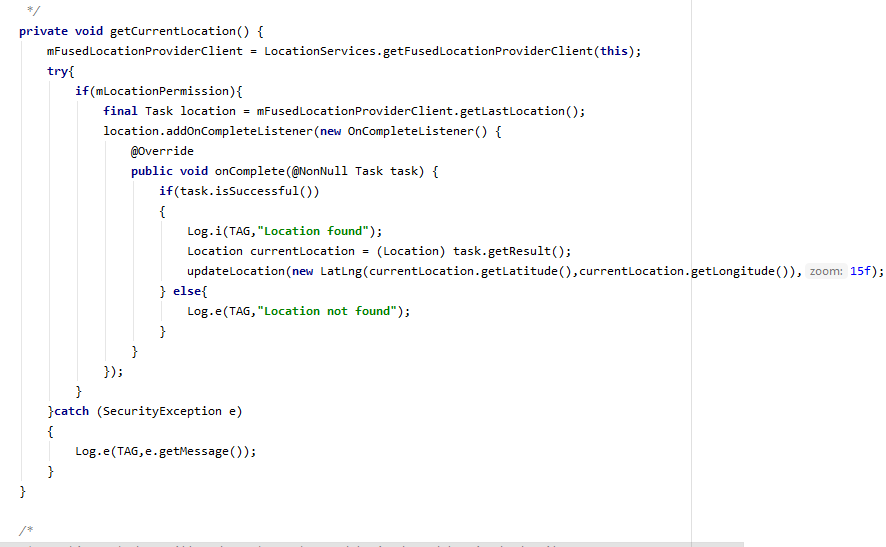 */
private void getCurrentLocation() {
mFusedLocationProviderClient = LocationServices.getFusedLocationProviderClient(this);
try{
if(mLocationPermission){
final Task location = mFusedLocationProviderClient.getLastLocation();
location.addOnCompleteListener(new OnCompleteListener() {
@Override
public void onComplete(@NonNull Task task) {
if(task.isSuccessful())
{
Log.i(TAG,"Location found");
Location currentLocation = (Location) task.getResult();
updateLocation(new LatLng(currentLocation.getLatitude(),currentLocation.getLongitude()), zoom: 15f);
} else{
Log.e(TAG,"Location not found");
}
}
});
}
}catch (SecurityException e)
{
Log.e(TAG,e.getMessage());
}
}
/*